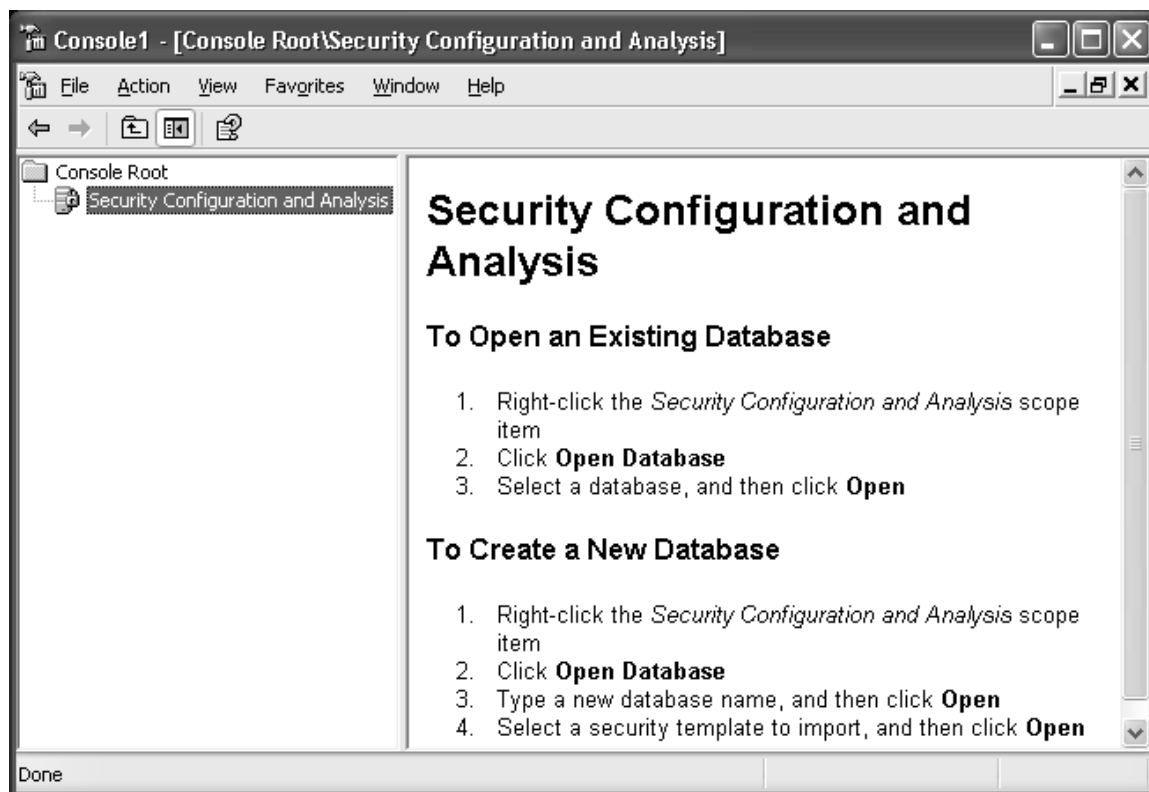 Console1 - [Console Root\Security Configuration and Analysis]
File Action View Favorites Window Help
Console Root
Security Configuration and Analysis
Security Configuration and
Analysis
To Open an Existing Database
1. Right-click the Security Configuration and Analysis scope
item
2. Click Open Database
3. Select a database, and then click Open
To Create a New Database
1. Right-click the Security Configuration and Analysis scope
item
2. Click Open Database
3. Type a new database name, and then click Open
4. Select a security template to import, and then click Open
Done